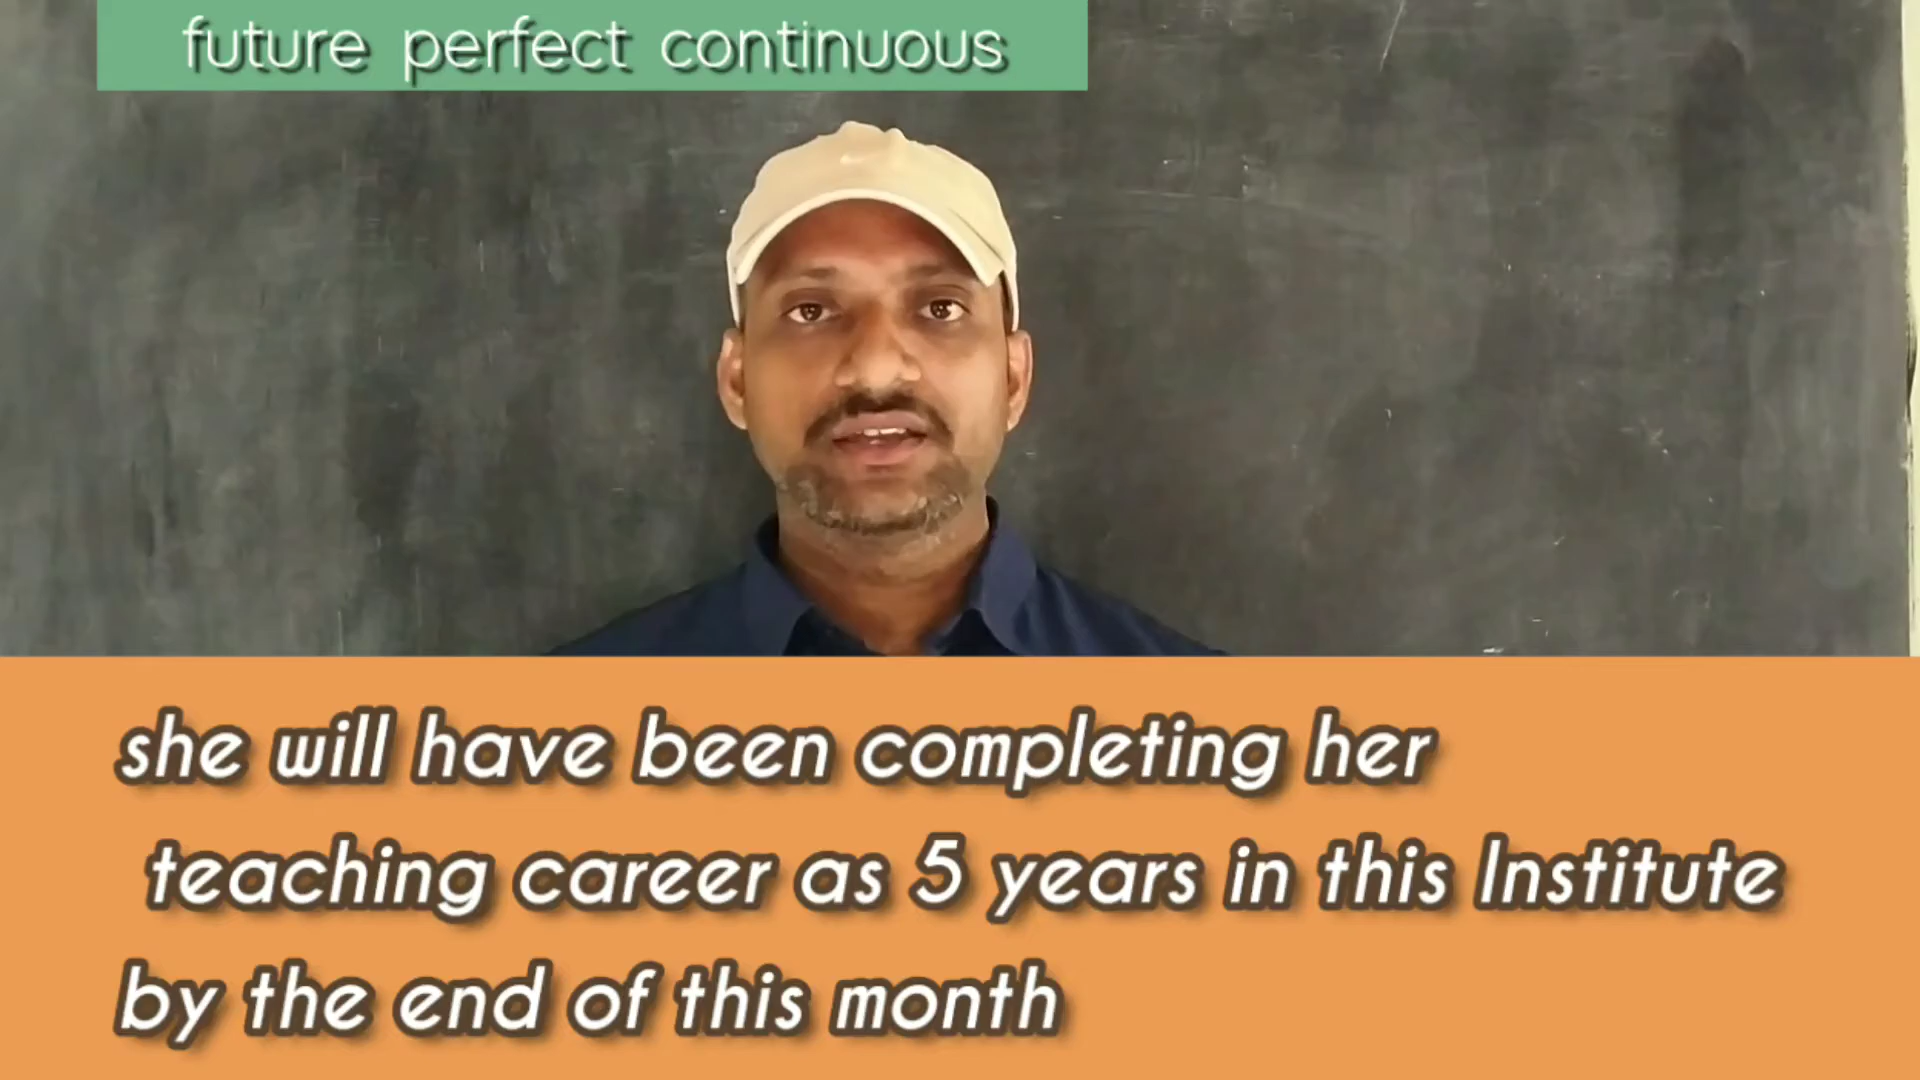 future perfect continuous
she will have been completing her
teaching career as 5 years in this Institute
by the end of this month